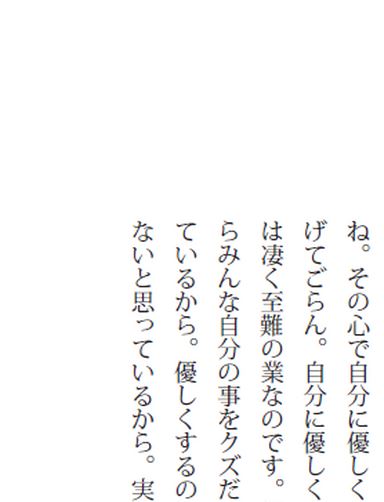 ね。その心で自分に優しく
げてごらん。自分に優しく
は凄く至難の業なのです。
らみんな自分の事をクズだ
ているから。優しくするの
ないと思っているから。実